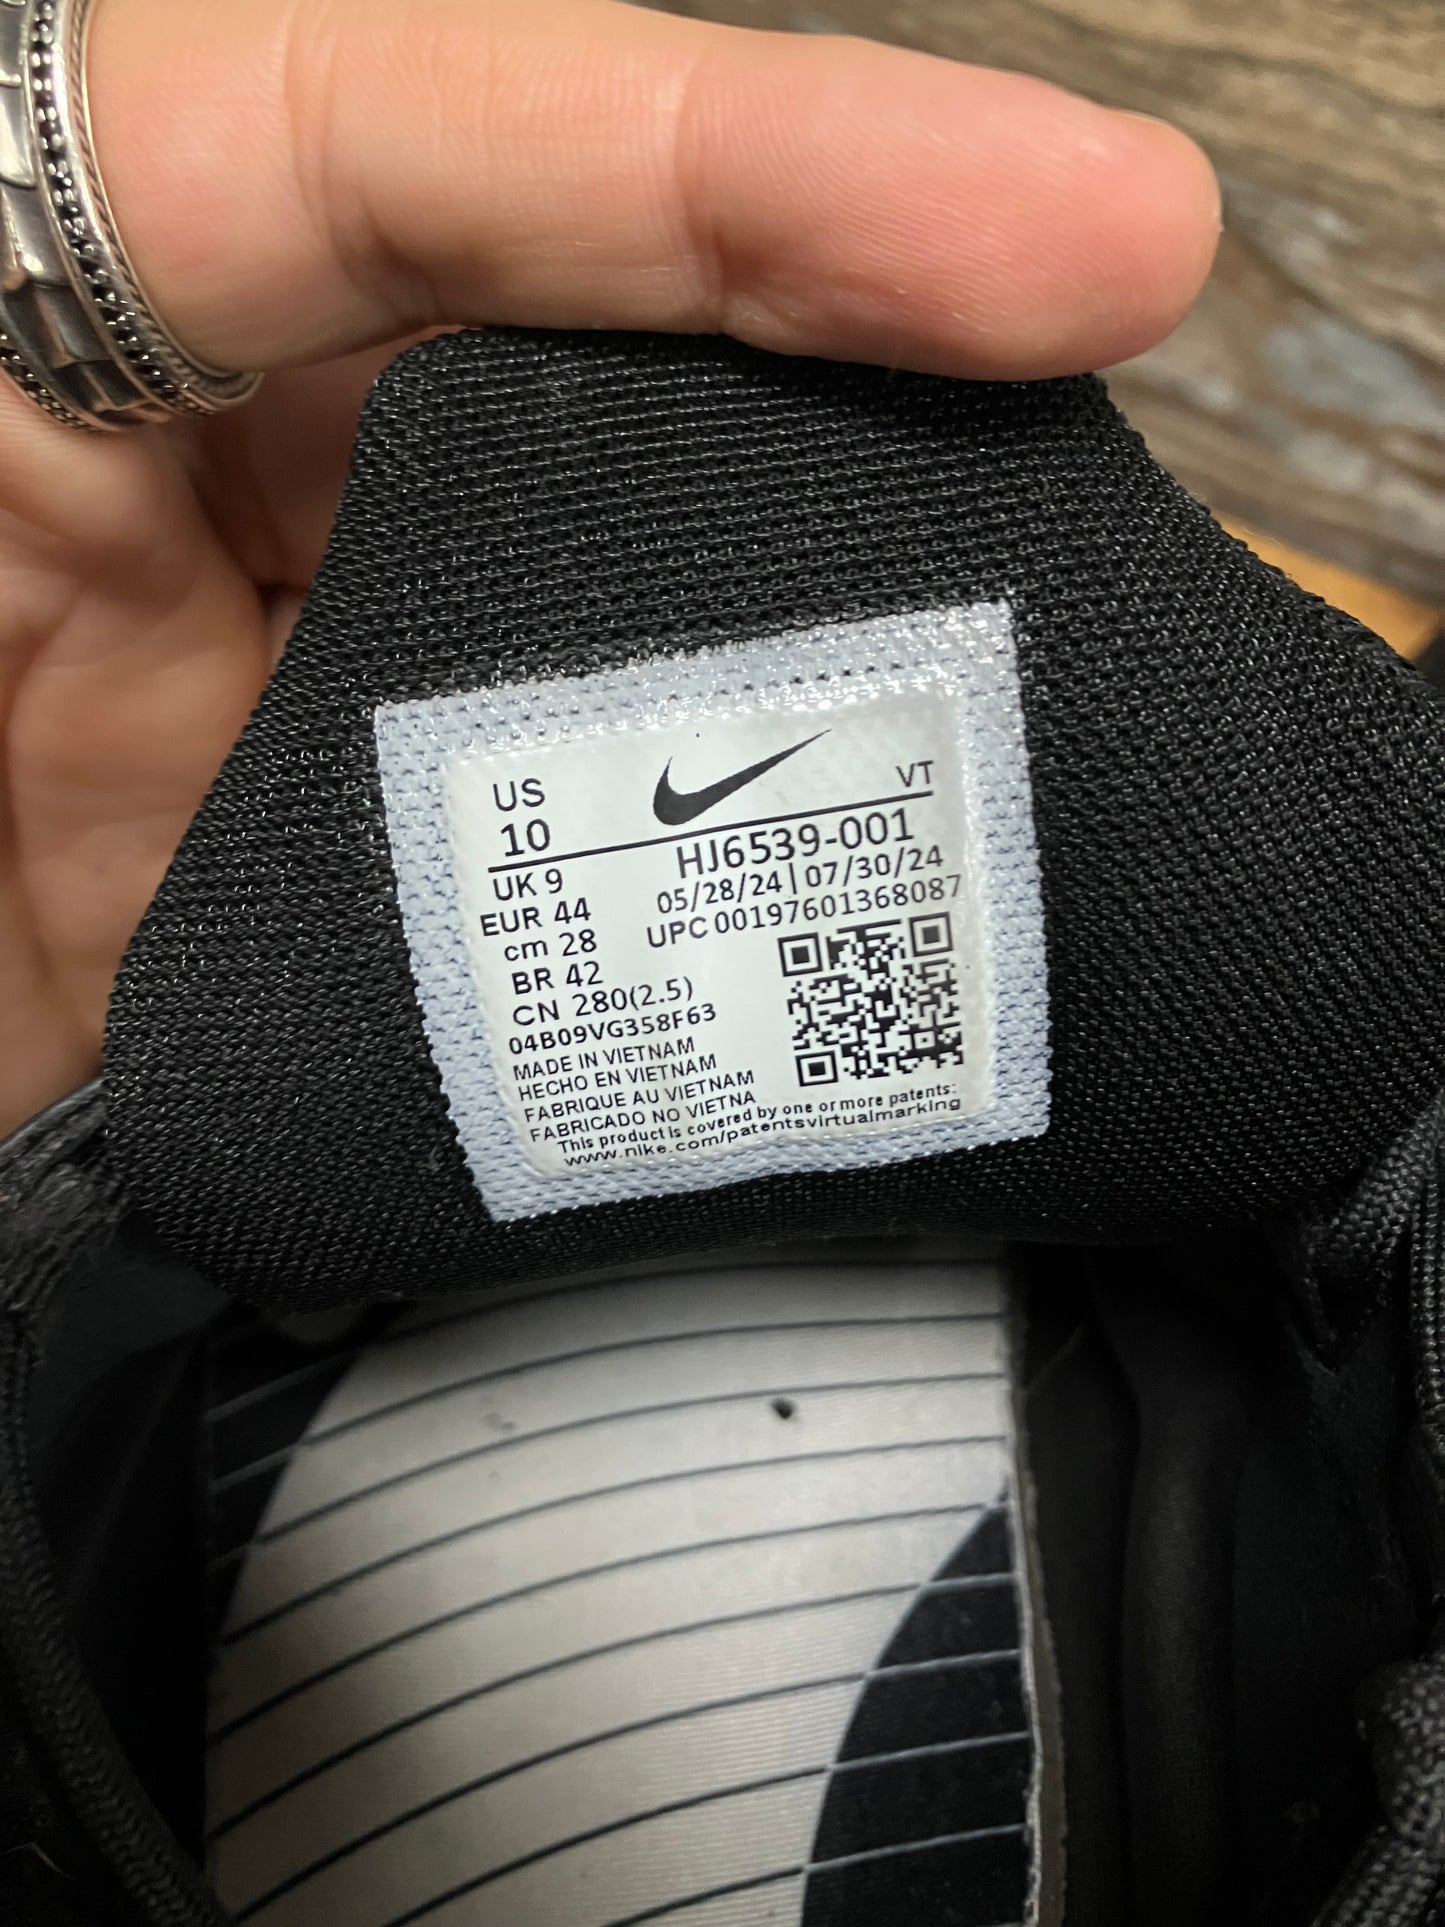 US VT
10 HJ6539-001
UK 9 05/28/24 | 07/30/24
EUR 44 UPC 00197601368087
cm 28
BR 42
CN 280(2.5)
04B09VG358F63
MADE IN VIETNAM
HECHO EN VIETNAM
FABRIQUE AU VIETNAM
FABRICADO NO VIETNA
This product is covered by one or more patents:
www.nike.com/patentsvirtualmarking